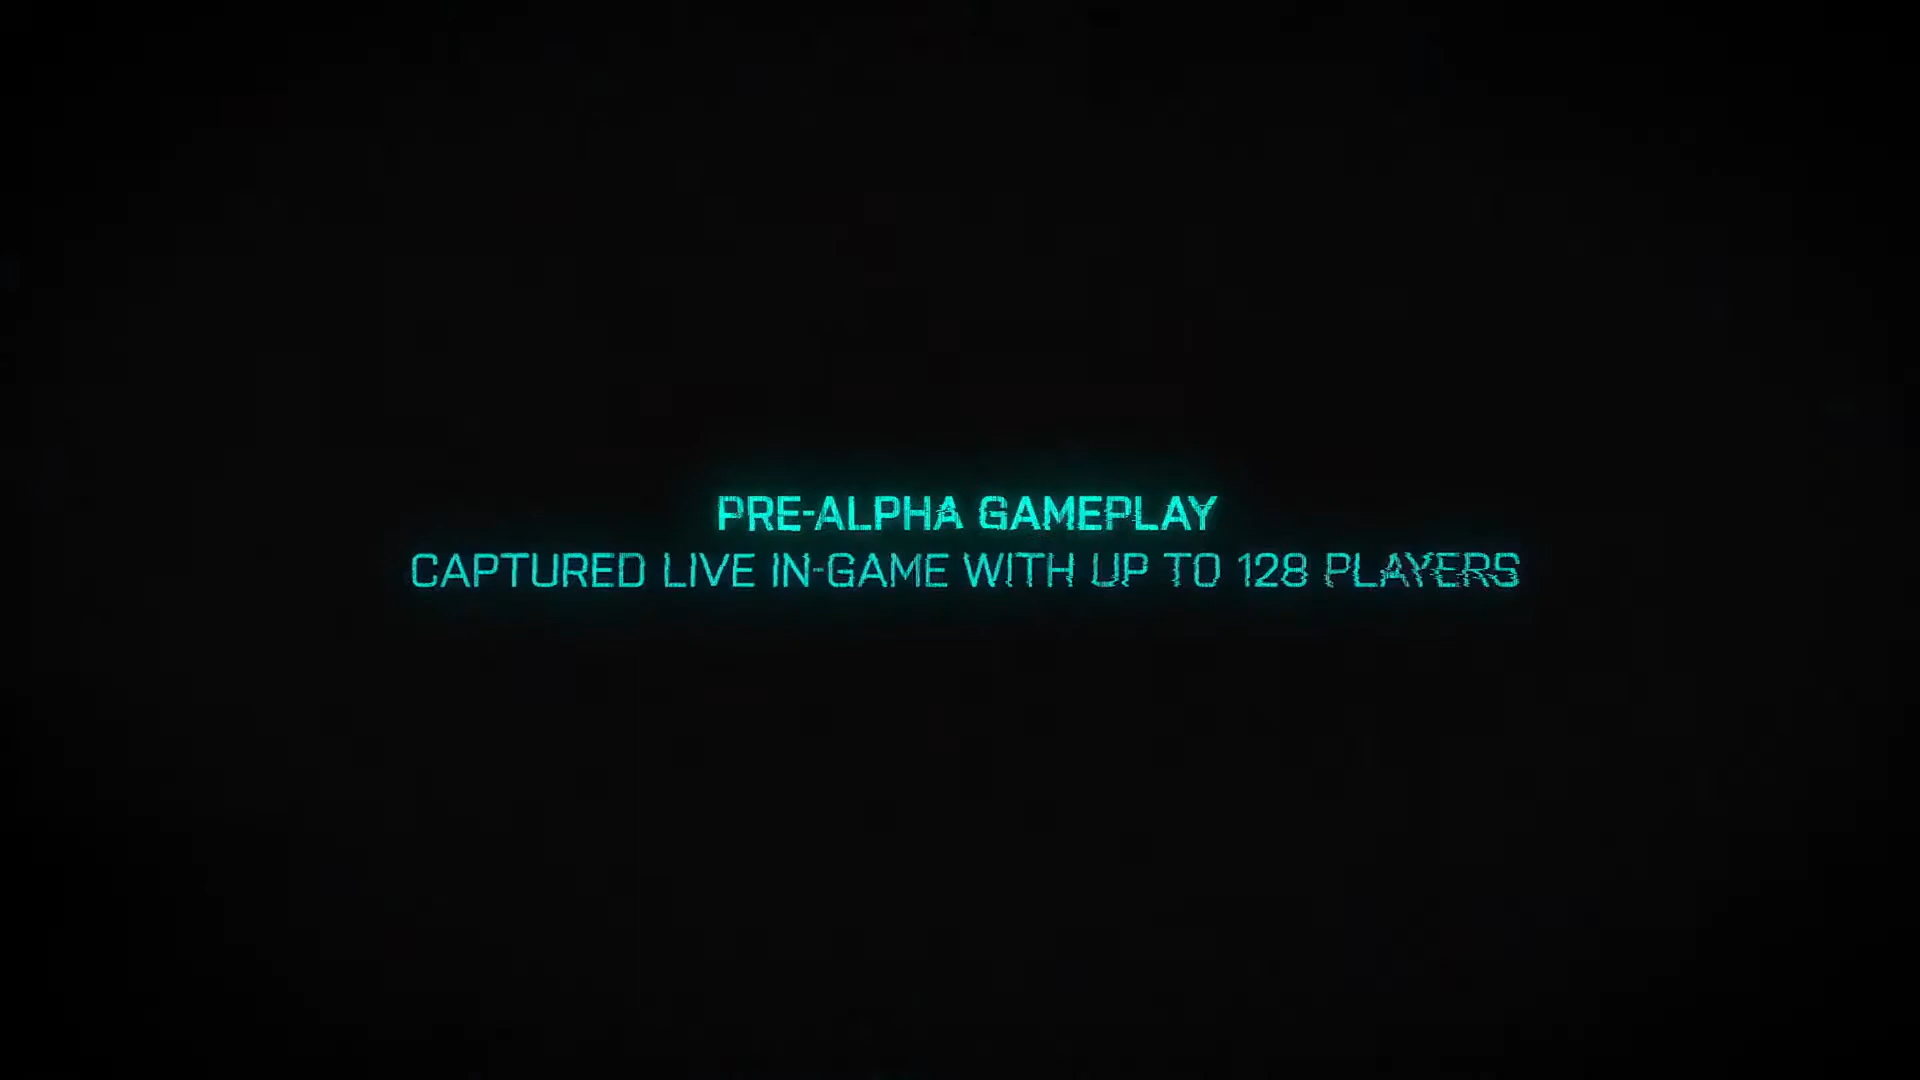 PRE-ALPHA GAMEPLAY
CAPTURED LIVE IN-GAME WITH UP TO 128 PLAYERS